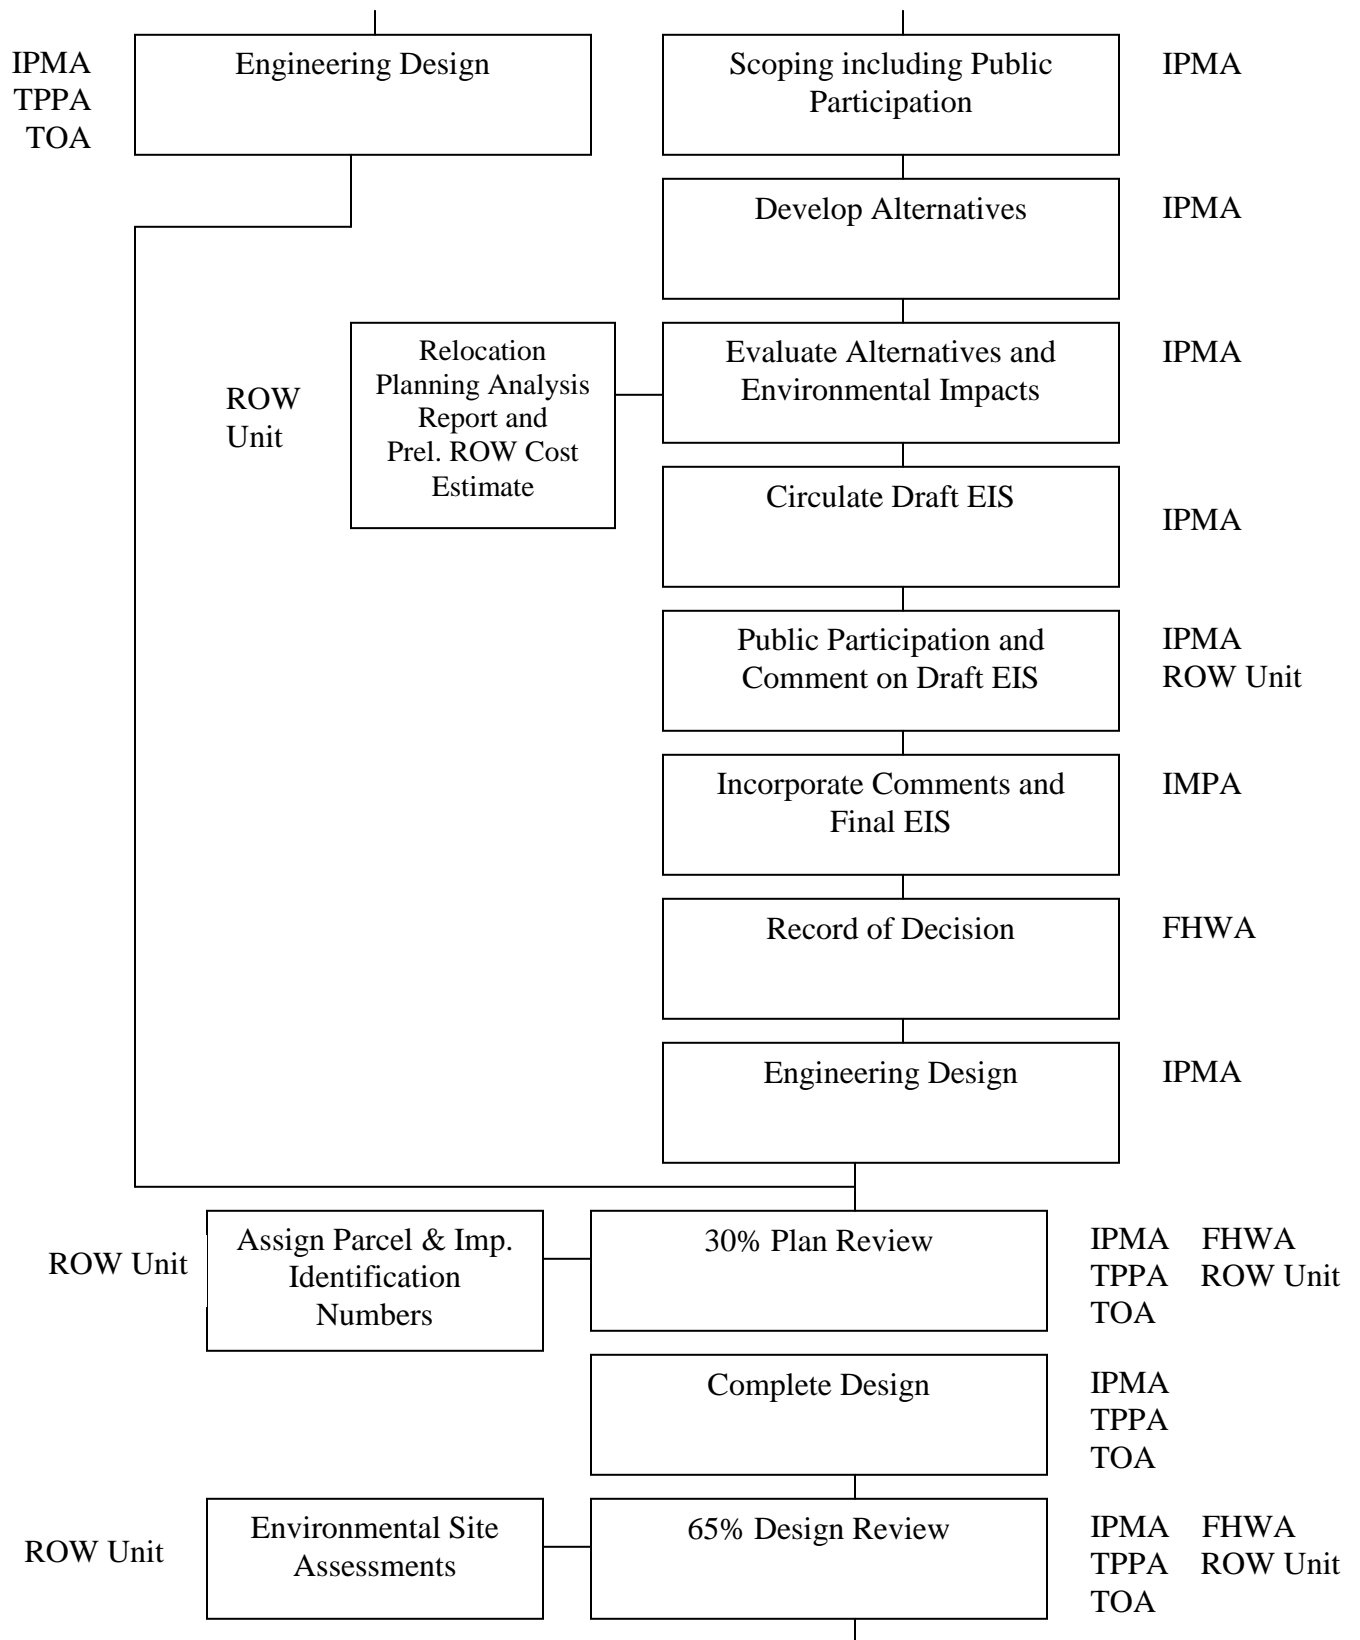 IPMA
TPPA
TOA
Engineering Design
Scoping including Public
Participation
IPMA
Develop Alternatives
IPMA
ROW
Unit
Relocation
Planning Analysis
Report and
Prel. ROW Cost
Estimate
Evaluate Alternatives and
Environmental Impacts
IPMA
Circulate Draft EIS
IPMA
Public Participation and
Comment on Draft EIS
IPMA
ROW Unit
Incorporate Comments and
Final EIS
IMPA
Record of Decision
FHWA
Engineering Design
IPMA
ROW Unit
Assign Parcel & Imp.
Identification
Numbers
30% Plan Review
IPMA FHWA
TPPA ROW Unit
TOA
Complete Design
IPMA
TPPA
TOA
ROW Unit
Environmental Site
Assessments
65% Design Review
IPMA FHWA
TPPA ROW Unit
TOA